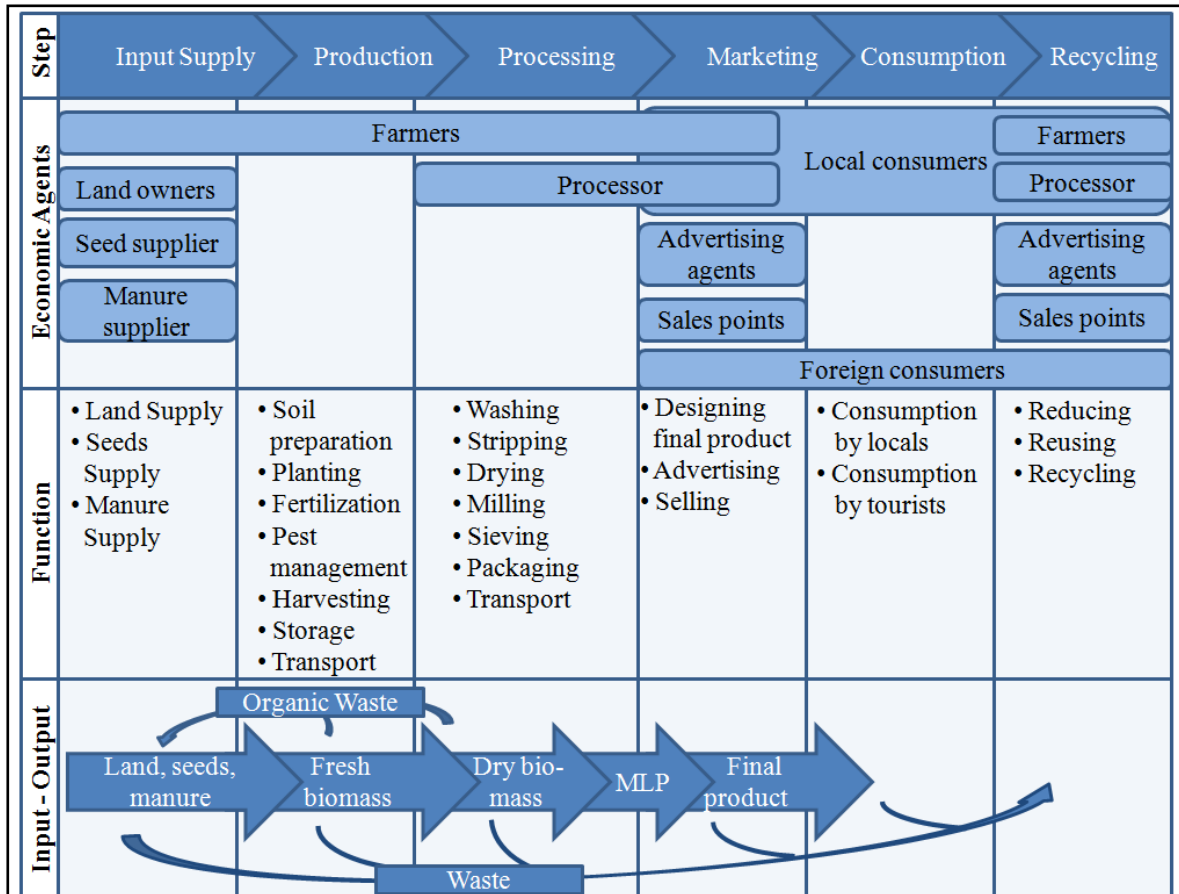 Step
Input Supply
Production
Processing
Marketing
Consumption
Recycling
Economic Agents
Farmers
Local consumers
Farmers
Land owners
Processor
Processor
Seed supplier
Advertising
agents
Advertising
agents
Manure
supplier
Sales points
Sales points
Foreign consumers
Function
• Land Supply
• Seeds
Supply
• Manure
Supply
• Soil
preparation
• Planting
• Fertilization
• Pest
management
• Harvesting
• Storage
• Transport
• Washing
• Stripping
• Drying
• Milling
• Sieving
• Packaging
• Transport
• Designing
final product
• Advertising
• Selling
• Consumption
by locals
• Consumption
by tourists
• Reducing
• Reusing
• Recycling
Input - Output
Organic Waste
Land, seeds,
manure
Fresh
biomass
Dry bio-
mass
MLP
Final
product
Waste